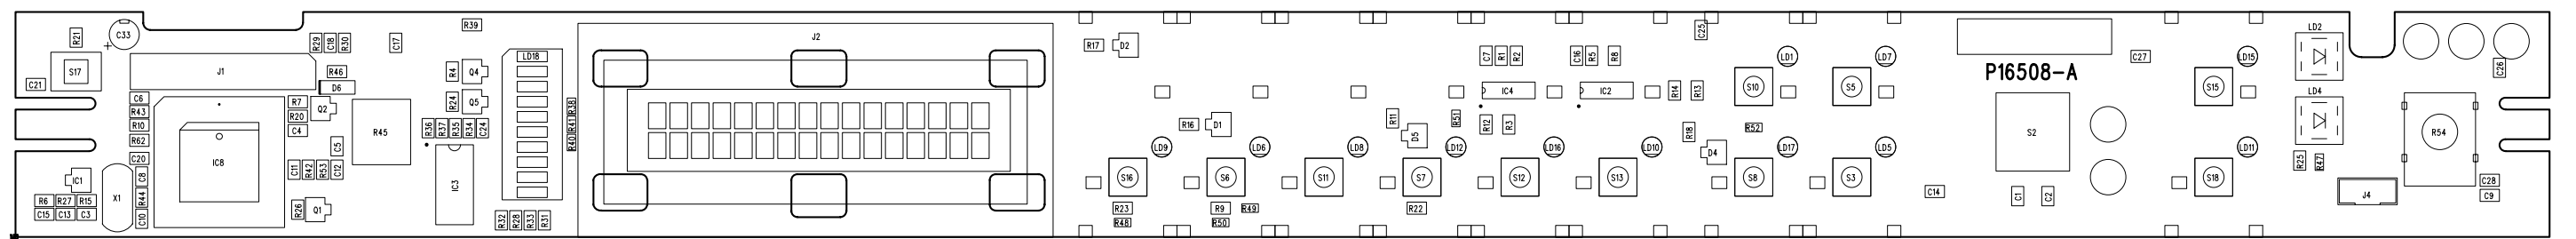 R39
R21
C33
+
R29
C18
R30
C17
J2
R17
D2
C25
LD2
LD18
C7
R1
R2
C16
R5
R8
LD1
LD7
C27
LD15
C26
S17
J1
R46
R4
Q4
P16508-A
C21
D6
S10
S5
S15
C6
R7
Q2
R24
Q5
IC4
IC2
R14
R13
LD4
R43
R20
R38
R10
C4
R45
R36
R37
R35
R34
C24
R41
R16
D1
R11
D5
R51
R12
R3
R18
R52
S2
R54
R62
C5
R40
LD9
LD6
LD8
LD12
LD16
LD10
D4
LD17
LD5
LD11
C20
IC8
R25
R47
C11
R42
R53
C12
IC1
C8
IC3
S16
S6
S11
S7
S12
S13
S8
S3
S18
C28
R6
R27
R15
X1
R44
C14
C1
C2
J4
C9
C15
C13
C3
C10
R26
Q1
R32
R28
R33
R31
R23
R9
R49
R22
R48
R50